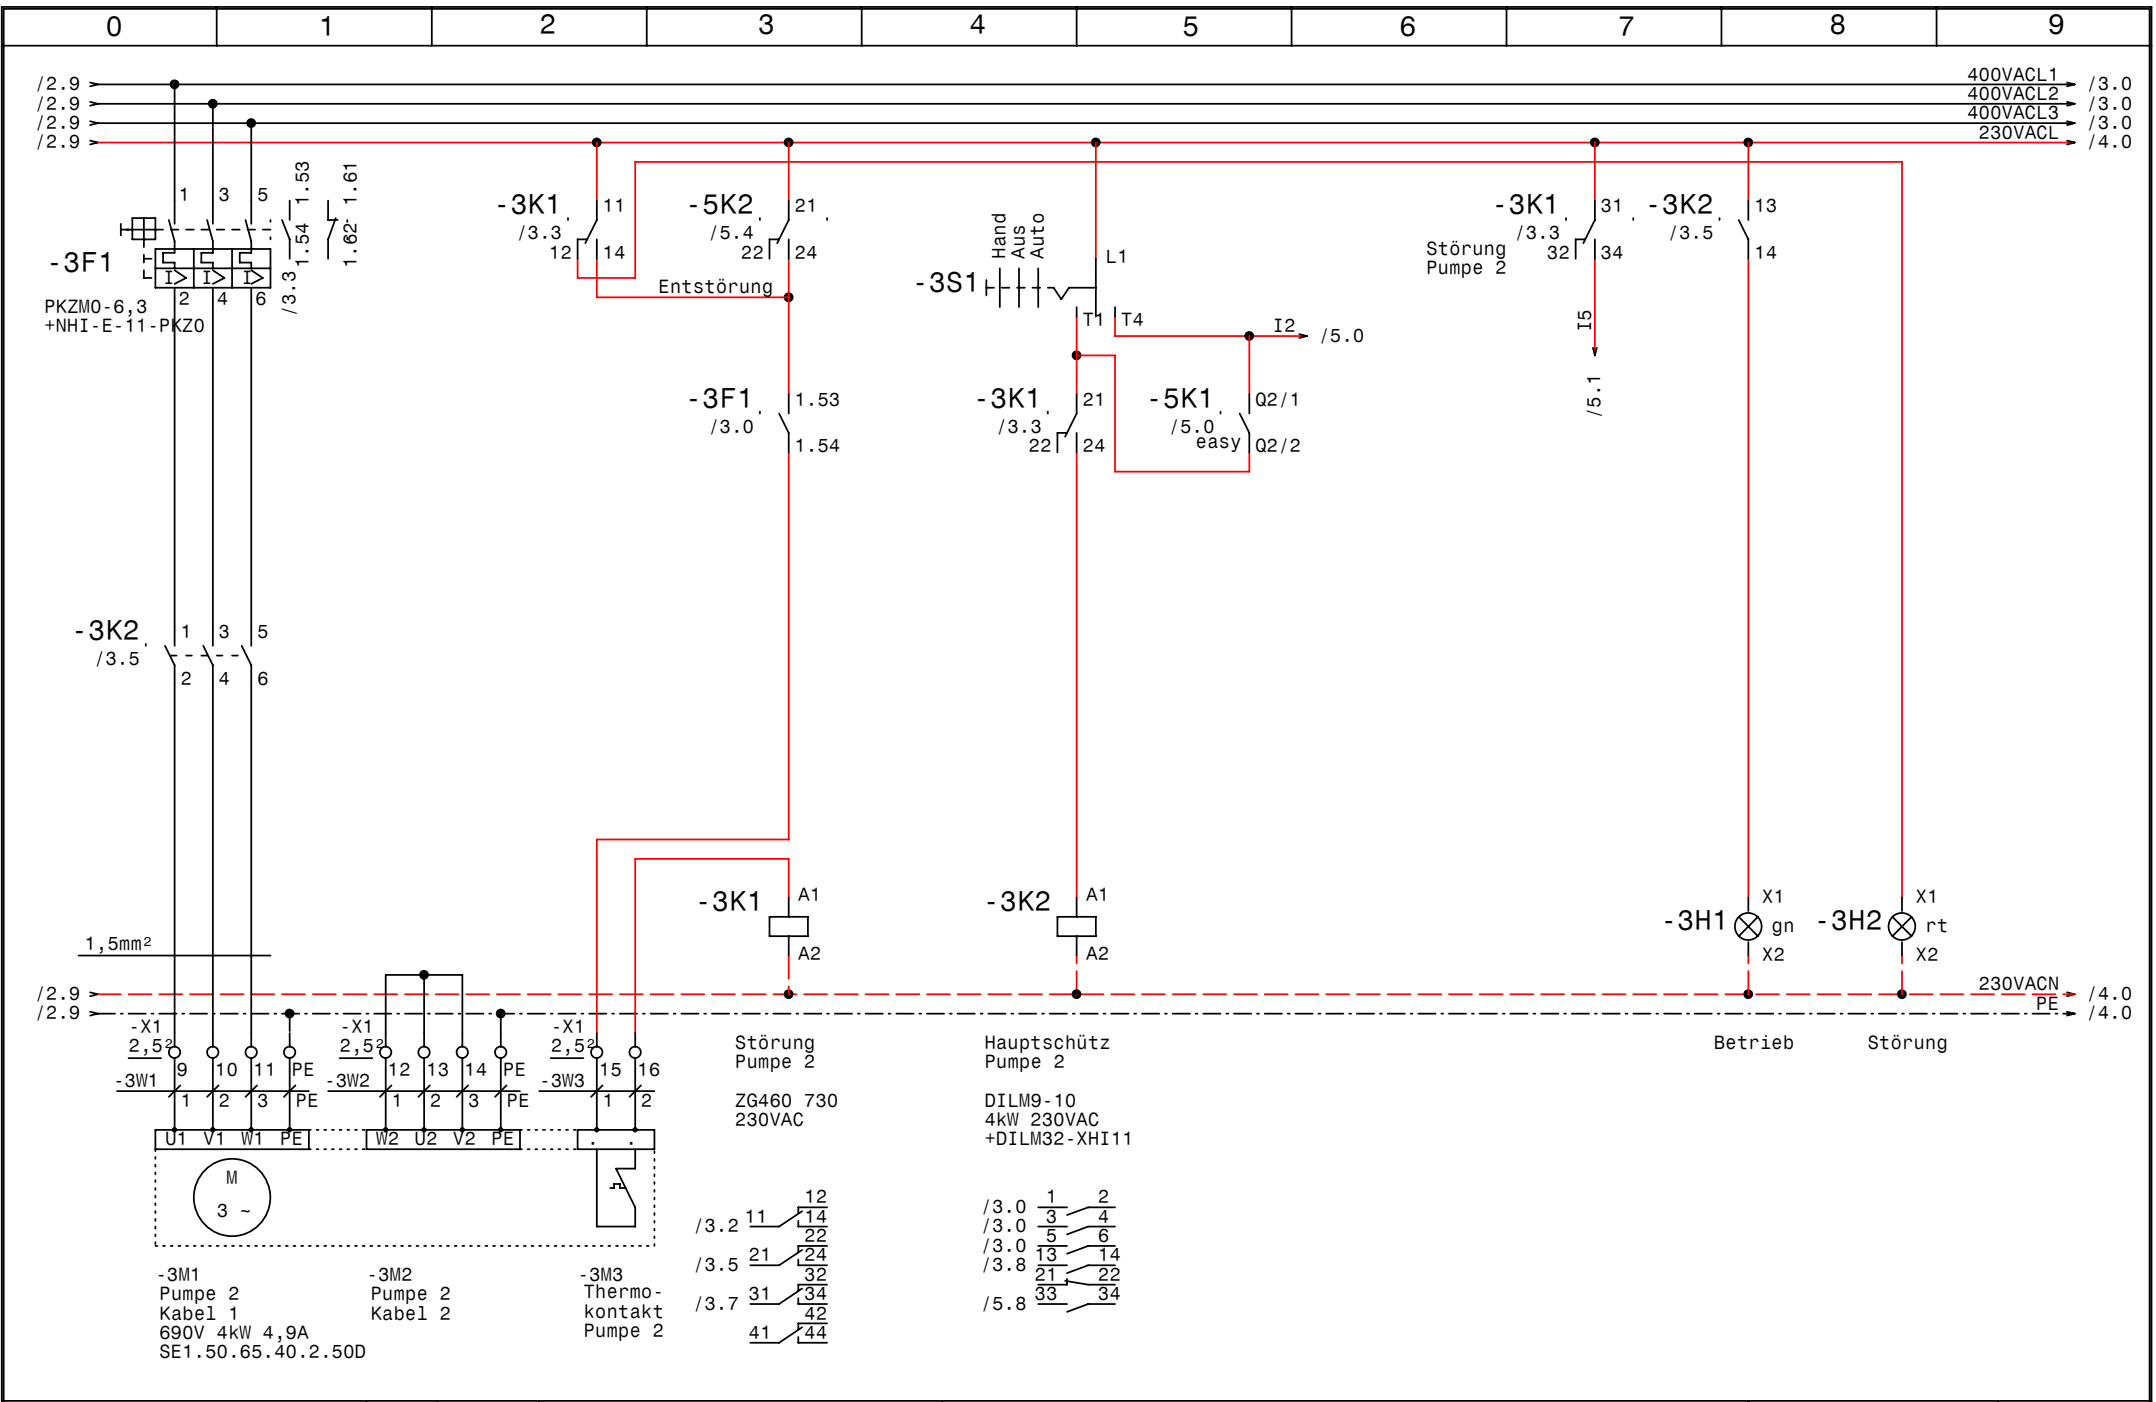 0 1 2 3 4 5 6 7 8 9
/2.9 400VACL1 /3.0
/2.9 400VACL2 /3.0
/2.9 400VACL3 /3.0
/2.9 230VACL /4.0
-3F1
1 3 5
2 4 6
1.53
1.54
1.61
1.62
/3.3
I> I> I>
PKZM0-6,3
+NHI-E-11-PKZ0
-3K1
/3.3
11
12 14
-5K2
/5.4
21
22 24
Entstörung
-3S1
Hand
Aus
Auto
L1
T1 T4
I2 /5.0
-3K1
/3.3
31
32 34
Störung
Pumpe 2
I5
/5.1
-3K2
/3.5
13
14
-3F1
/3.0
1.53
1.54
-3K1
/3.3
21
22 24
-5K1
/5.0
easy
Q2/1
Q2/2
-3K2
/3.5
1 3 5
2 4 6
-3K1
A1
A2
-3K2
A1
A2
-3H1
X1
gn
X2
-3H2
X1
rt
X2
1,5mm²
/2.9 230VACN /4.0
/2.9 PE /4.0
-X1
2,5²
9 10 11 PE
-3W1
1 2 3 PE
U1 V1 W1 PE
-X1
2,5²
12 13 14 PE
-3W2
1 2 3 PE
W2 U2 V2 PE
-X1
2,5²
15 16
-3W3
1 2
M
3 ~
Störung
Pumpe 2
ZG460 730
230VAC
Hauptschütz
Pumpe 2
DILM9-10
4kW 230VAC
+DILM32-XHI11
Betrieb
Störung
-3M1
Pumpe 2
Kabel 1
690V 4kW 4,9A
SE1.50.65.40.2.50D
-3M2
Pumpe 2
Kabel 2
-3M3
Thermo-
kontakt
Pumpe 2
12
/3.2 11 14
22
/3.5 21 24
32
/3.7 31 34
42
41 44
/3.0 1 2
/3.0 3 4
/3.0 5 6
/3.8 13 14
21 22
/5.8 33 34